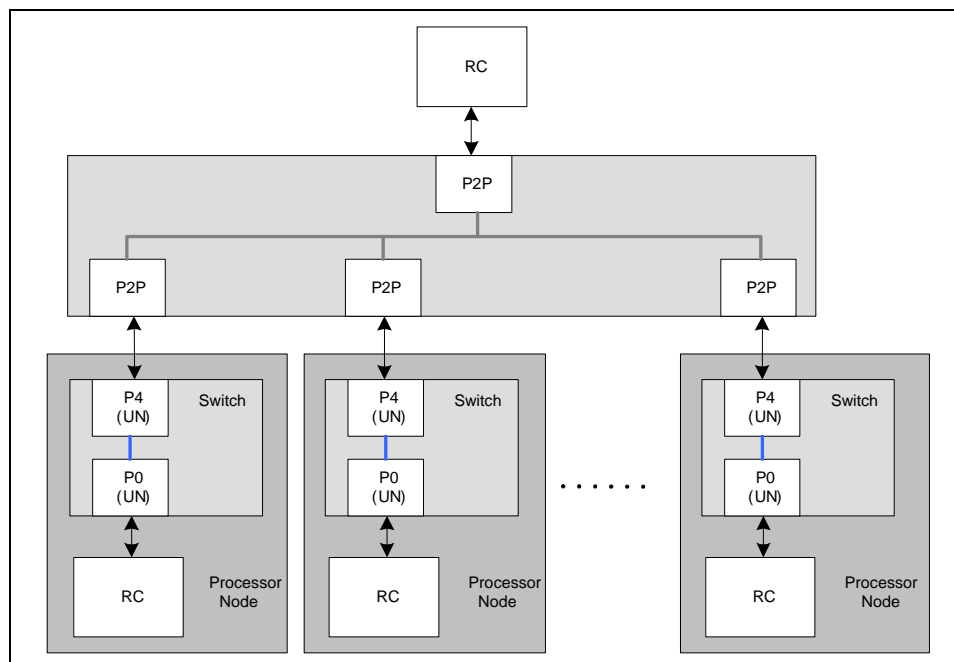 RC
P2P
P2P
P2P
P2P
P4
(UN)
Switch
P0
(UN)
RC
Processor
Node
P4
(UN)
Switch
P0
(UN)
RC
Processor
Node
......
P4
(UN)
Switch
P0
(UN)
RC
Processor
Node